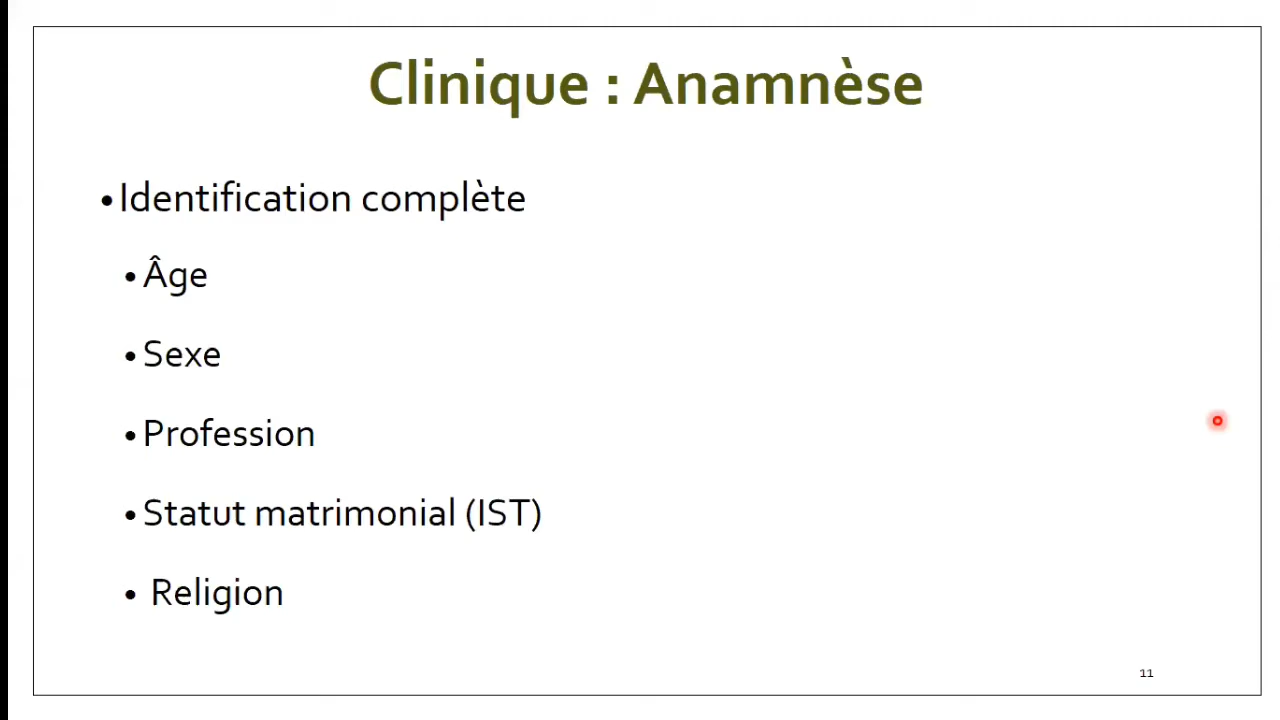 Clinique : Anamnèse
•Identification complète
•Âge
•Sexe
•Profession
•Statut matrimonial (IST)
• Religion
11